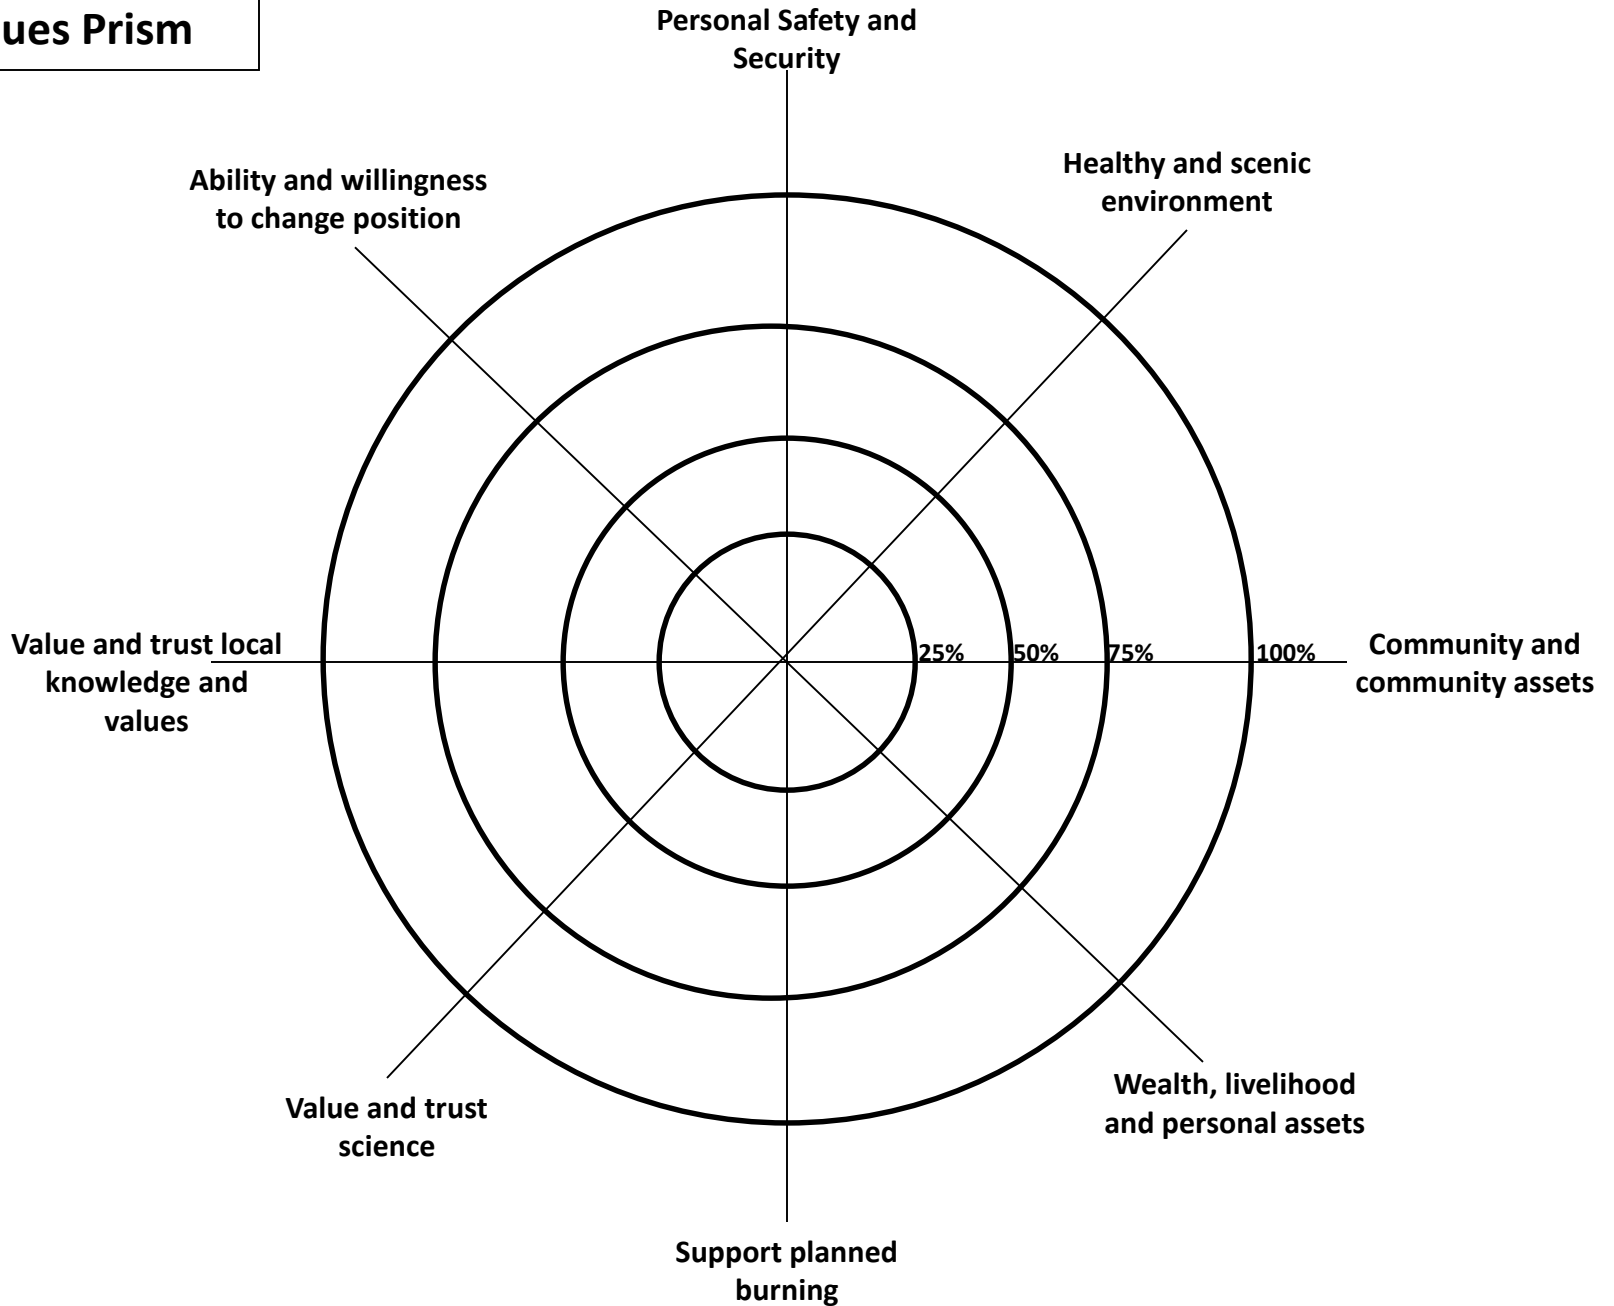 ues Prism
Personal Safety and
Security
Healthy and scenic
environment
Ability and willingness
to change position
Value and trust local
knowledge and
values
25%
50%
75%
100%
Community and
community assets
Wealth, livelihood
and personal assets
Value and trust
science
Support planned
burning